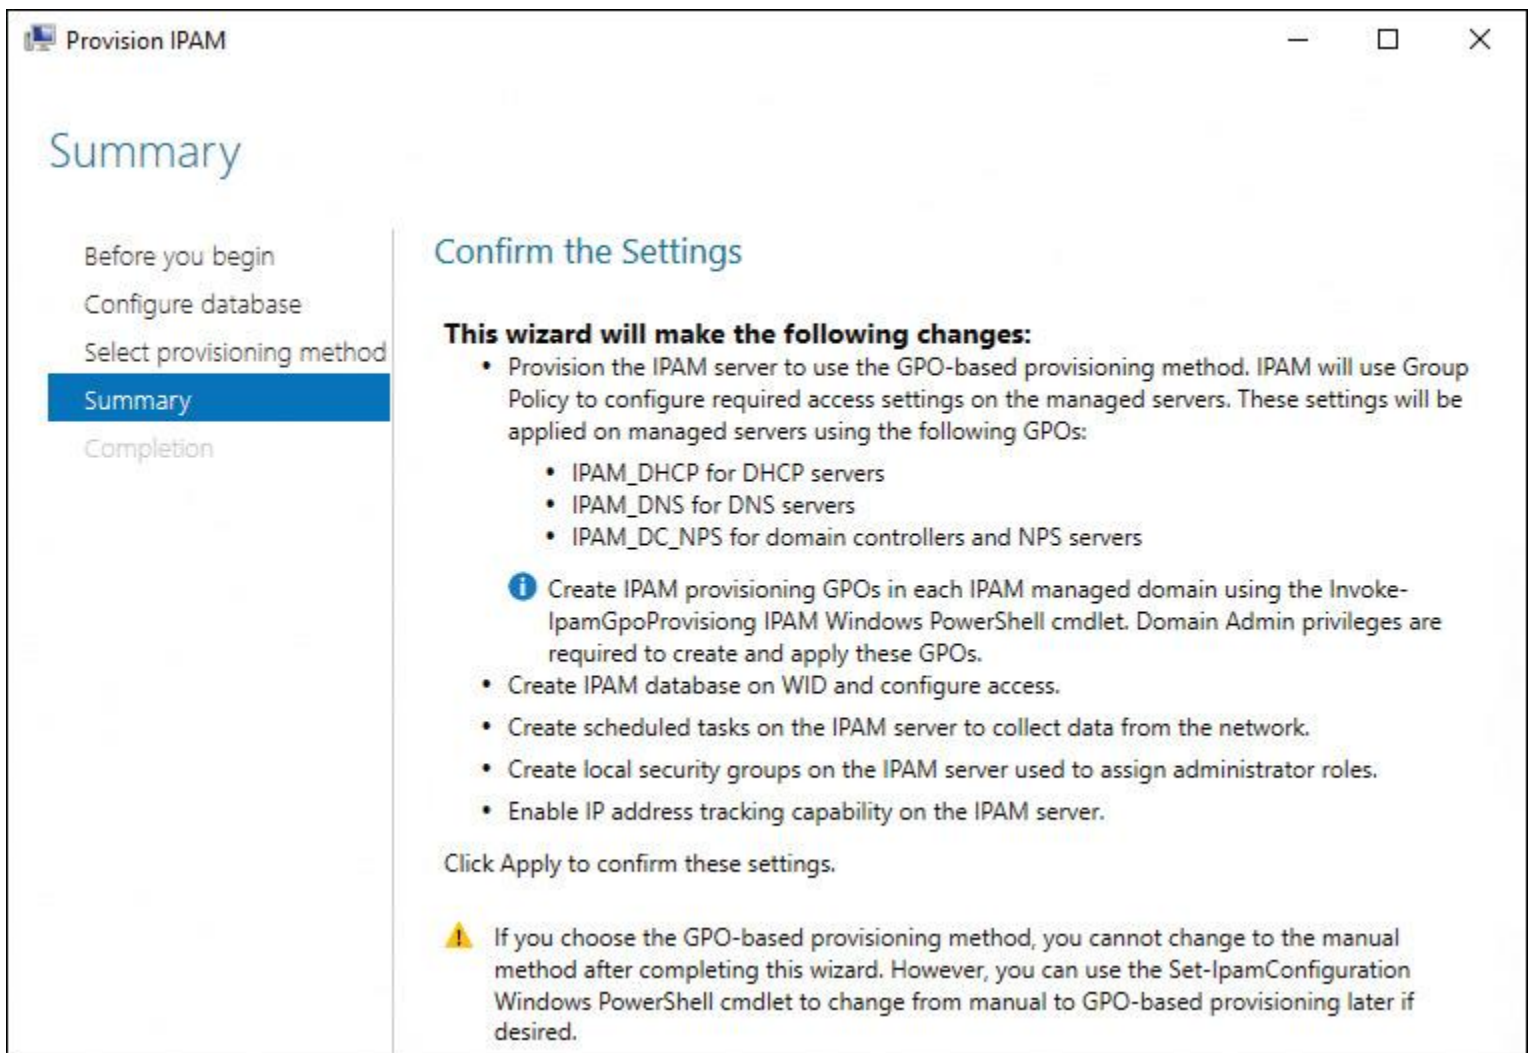 Provision IPAM
Summary
Before you begin
Configure database
Select provisioning method
Summary
Completion
Confirm the Settings
This wizard will make the following changes:
• Provision the IPAM server to use the GPO-based provisioning method. IPAM will use Group
Policy to configure required access settings on the managed servers. These settings will be
applied on managed servers using the following GPOs:
• IPAM_DHCP for DHCP servers
• IPAM_DNS for DNS servers
• IPAM_DC_NPS for domain controllers and NPS servers
Create IPAM provisioning GPOs in each IPAM managed domain using the Invoke-
IpamGpoProvisiong IPAM Windows PowerShell cmdlet. Domain Admin privileges are
required to create and apply these GPOs.
• Create IPAM database on WID and configure access.
• Create scheduled tasks on the IPAM server to collect data from the network.
• Create local security groups on the IPAM server used to assign administrator roles.
• Enable IP address tracking capability on the IPAM server.
Click Apply to confirm these settings.
If you choose the GPO-based provisioning method, you cannot change to the manual
method after completing this wizard. However, you can use the Set-IpamConfiguration
Windows PowerShell cmdlet to change from manual to GPO-based provisioning later if
desired.